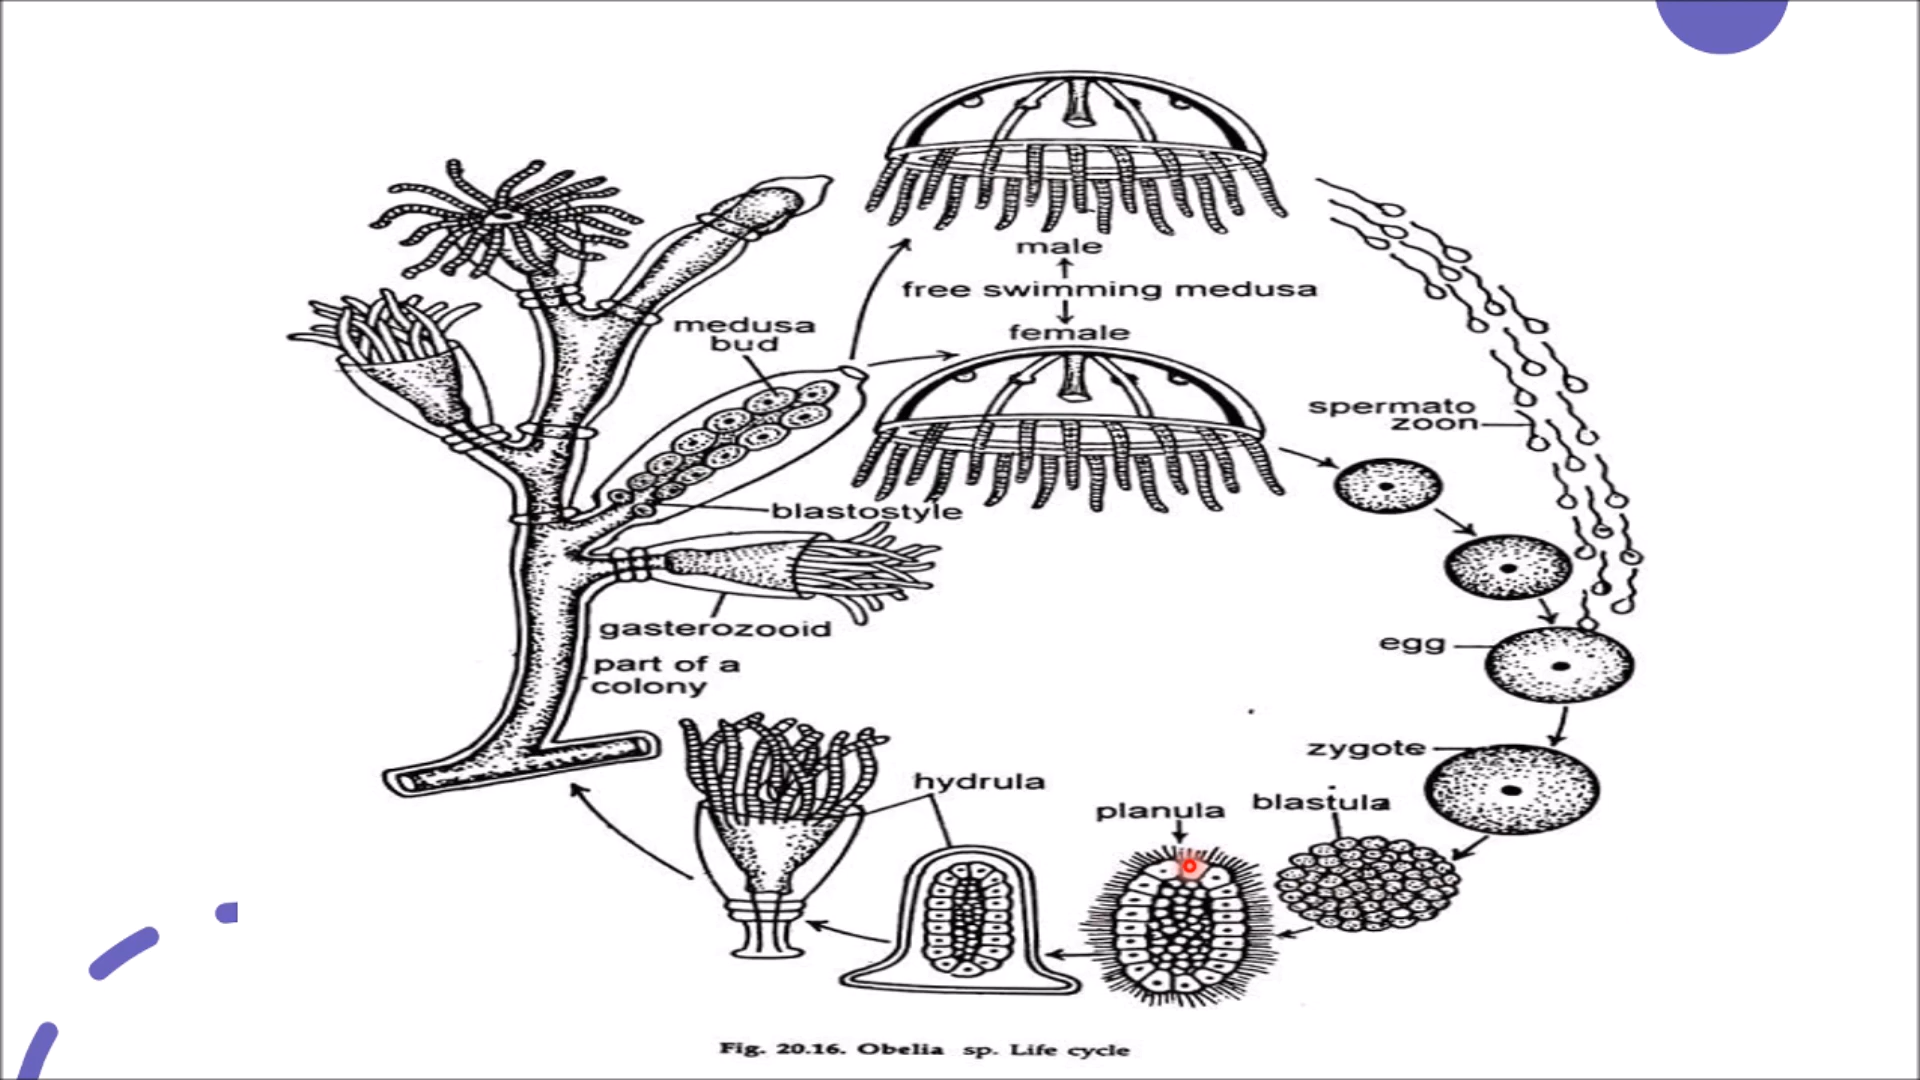 male
free swimming medusa
female
medusa
bud
spermato
zoon
blastostyle
gasterozooid
part of a
colony
egg
zygote
hydrula
planula
blastula
Fig. 20.16. Obelia sp. Life cycle